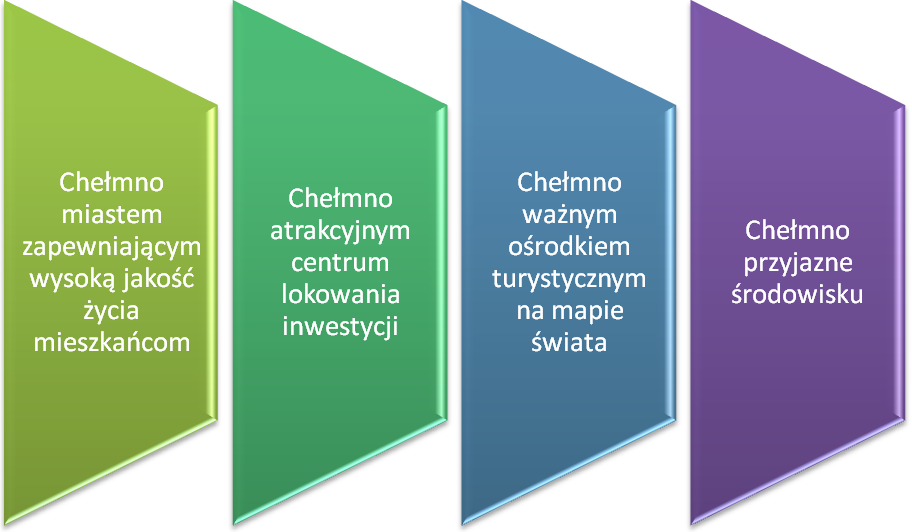 Chełmno
miastem
zapewniającym
wysoką jakość
życia
mieszkańcom
Chełmno
atrakcyjnym
centrum
lokowania
inwestycji
Chełmno
ważnym
ośrodkiem
turystycznym
na mapie
świata
Chełmno
przyjazne
środowisku